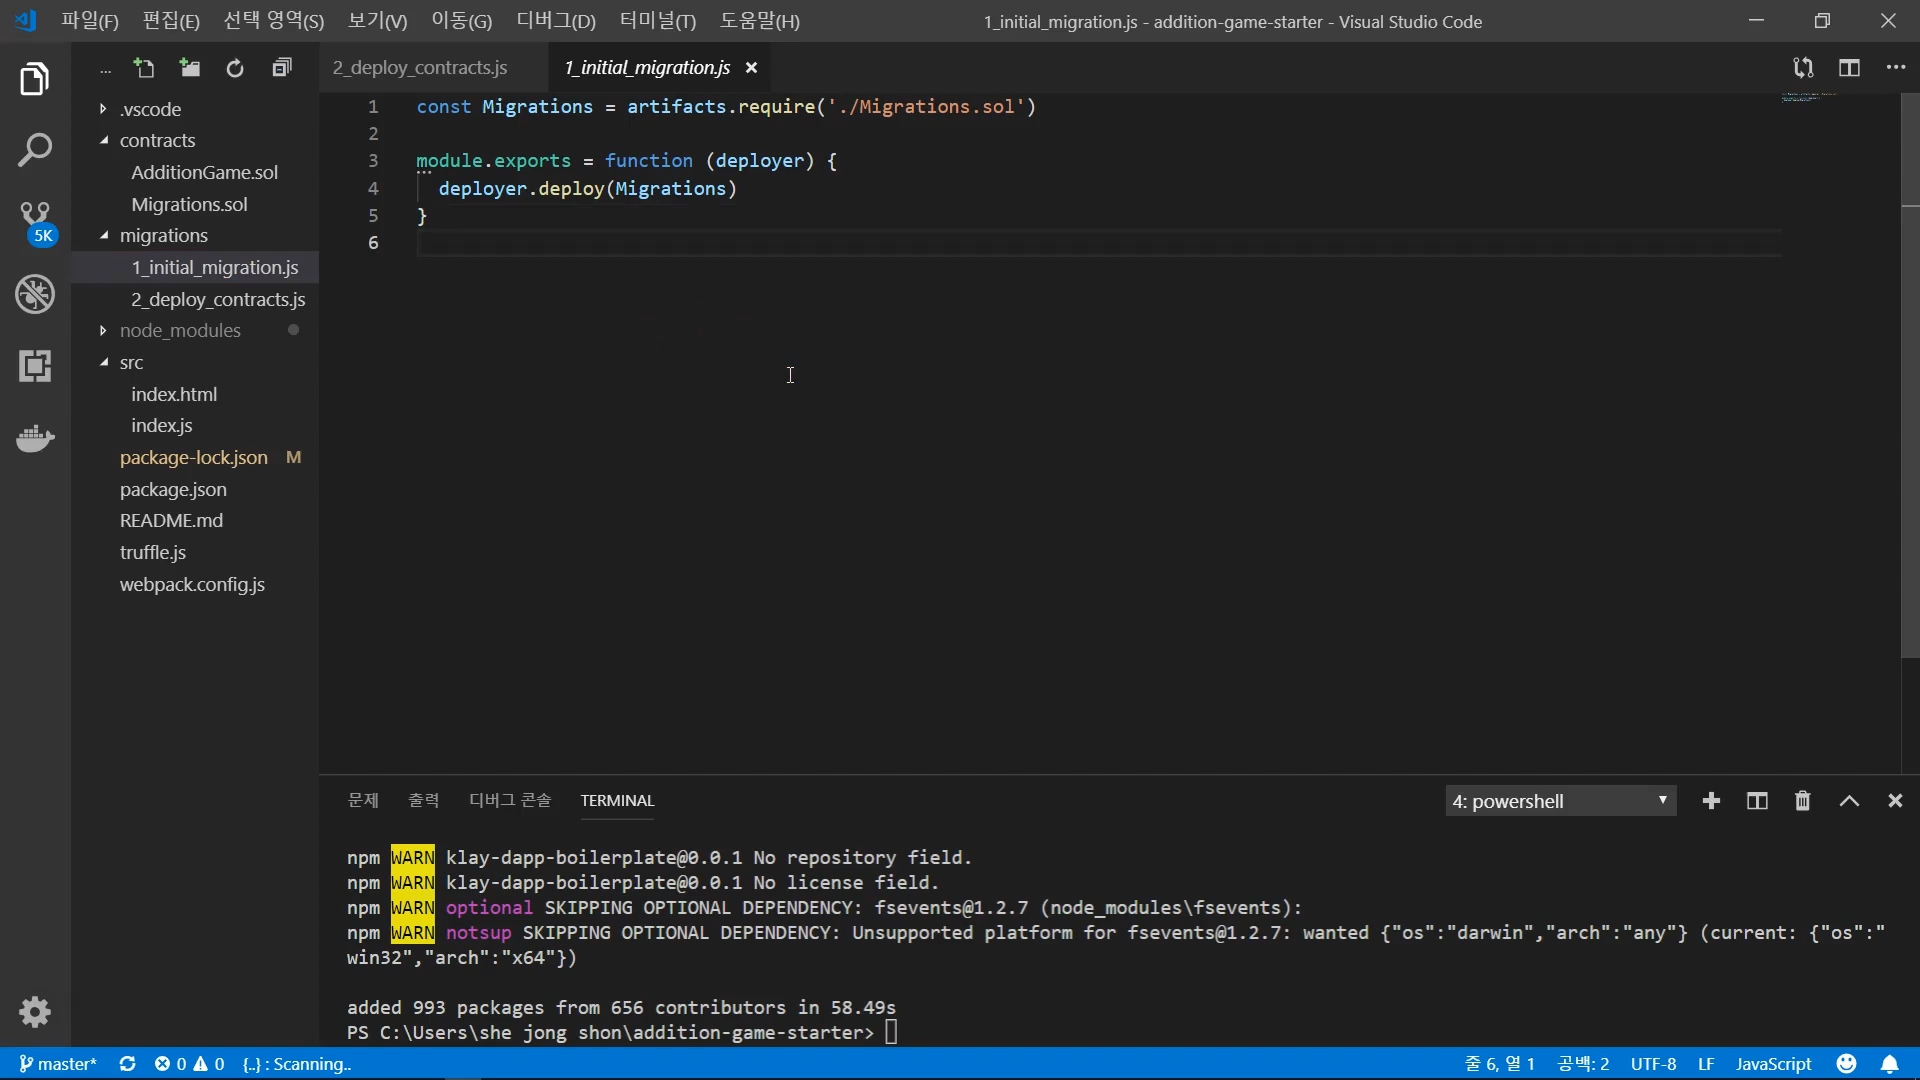 파일(F) 편집(E) 선택 영역(S) 보기(V) 이동(G) 디버그(D) 터미널(T) 도움말(H)
1_initial_migration.js - addition-game-starter - Visual Studio Code
...
2_deploy_contracts.js
1_initial_migration.js
5K
.vscode
contracts
AdditionGame.sol
Migrations.sol
migrations
1_initial_migration.js
2_deploy_contracts.js
node_modules
src
index.html
index.js
package-lock.json M
package.json
README.md
truffle.js
webpack.config.js
1 const Migrations = artifacts.require('./Migrations.sol')
2
3 module.exports = function (deployer) {
4 deployer.deploy(Migrations)
5 }
6
문제 출력 디버그 콘솔 TERMINAL
4: powershell
npm WARN klay-dapp-boilerplate@0.0.1 No repository field.
npm WARN klay-dapp-boilerplate@0.0.1 No license field.
npm WARN optional SKIPPING OPTIONAL DEPENDENCY: fsevents@1.2.7 (node_modules\fsevents):
npm WARN notsup SKIPPING OPTIONAL DEPENDENCY: Unsupported platform for fsevents@1.2.7: wanted {"os":"darwin","arch":"any"} (current: {"os":"
win32","arch":"x64"})
added 993 packages from 656 contributors in 58.49s
PS C:\Users\she jong shon\addition-game-starter>
master* 0 0 {..} : Scanning..
줄 6, 열 1 공백: 2 UTF-8 LF JavaScript